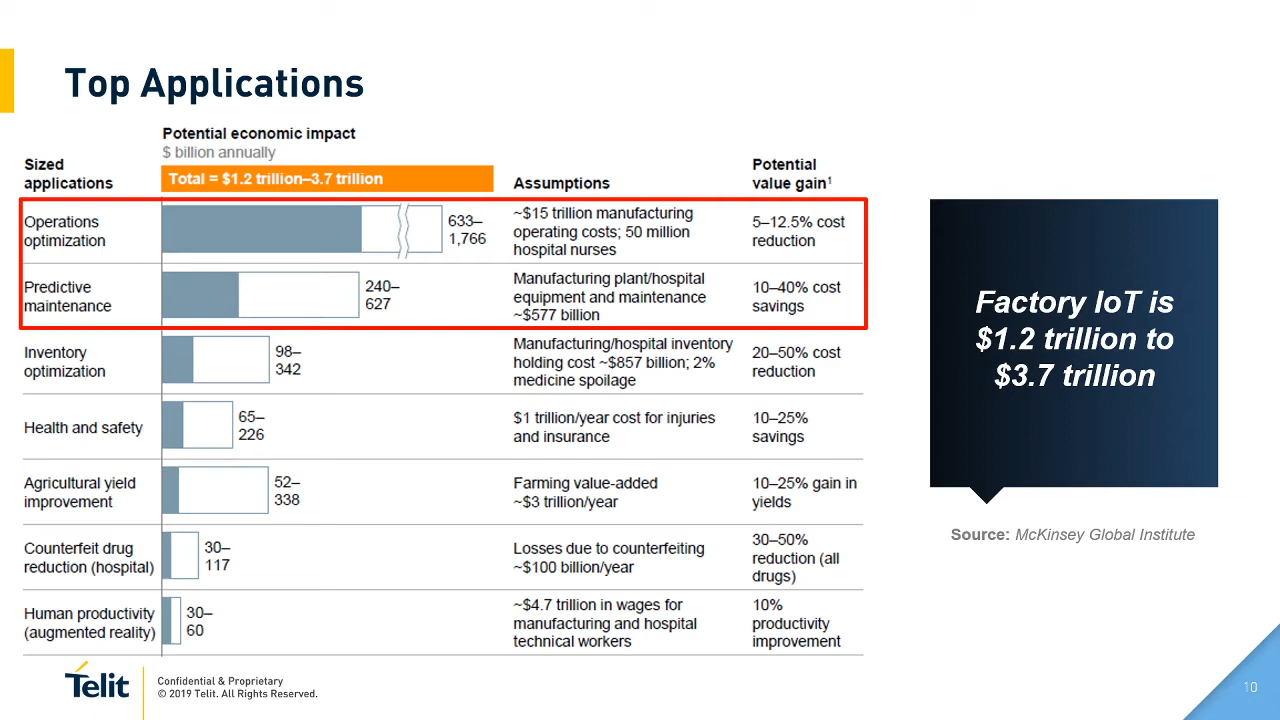 Top Applications
Potential economic impact
$ billion annually
Sized
applications
Total = $1.2 trillion–3.7 trillion
Assumptions
Potential
value gain¹
Operations
optimization
633–
1,766
~$15 trillion manufacturing
operating costs; 50 million
hospital nurses
5–12.5% cost
reduction
Predictive
maintenance
240–
627
Manufacturing plant/hospital
equipment and maintenance
~$577 billion
10–40% cost
savings
Inventory
optimization
98–
342
Manufacturing/hospital inventory
holding cost ~$857 billion; 2%
medicine spoilage
20–50% cost
reduction
Health and safety
65–
226
$1 trillion/year cost for injuries
and insurance
10–25%
savings
Agricultural yield
improvement
52–
338
Farming value-added
~$3 trillion/year
10–25% gain in
yields
Counterfeit drug
reduction (hospital)
30–
117
Losses due to counterfeiting
~$100 billion/year
30–50%
reduction (all
drugs)
Human productivity
(augmented reality)
30–
60
~$4.7 trillion in wages for
manufacturing and hospital
technical workers
10%
productivity
improvement
Factory IoT is
$1.2 trillion to
$3.7 trillion
Source: McKinsey Global Institute
Telit
Confidential & Proprietary
© 2019 Telit. All Rights Reserved.
10